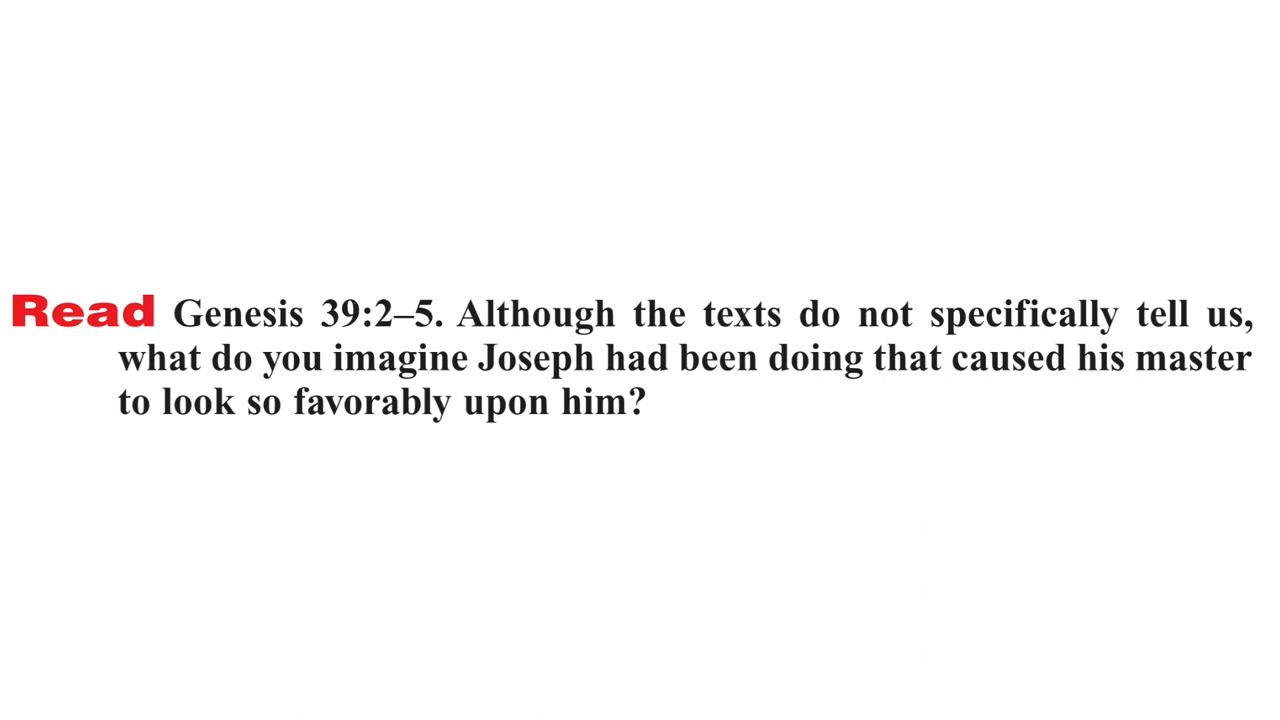 Read Genesis 39:2–5. Although the texts do not specifically tell us,
what do you imagine Joseph had been doing that caused his master
to look so favorably upon him?